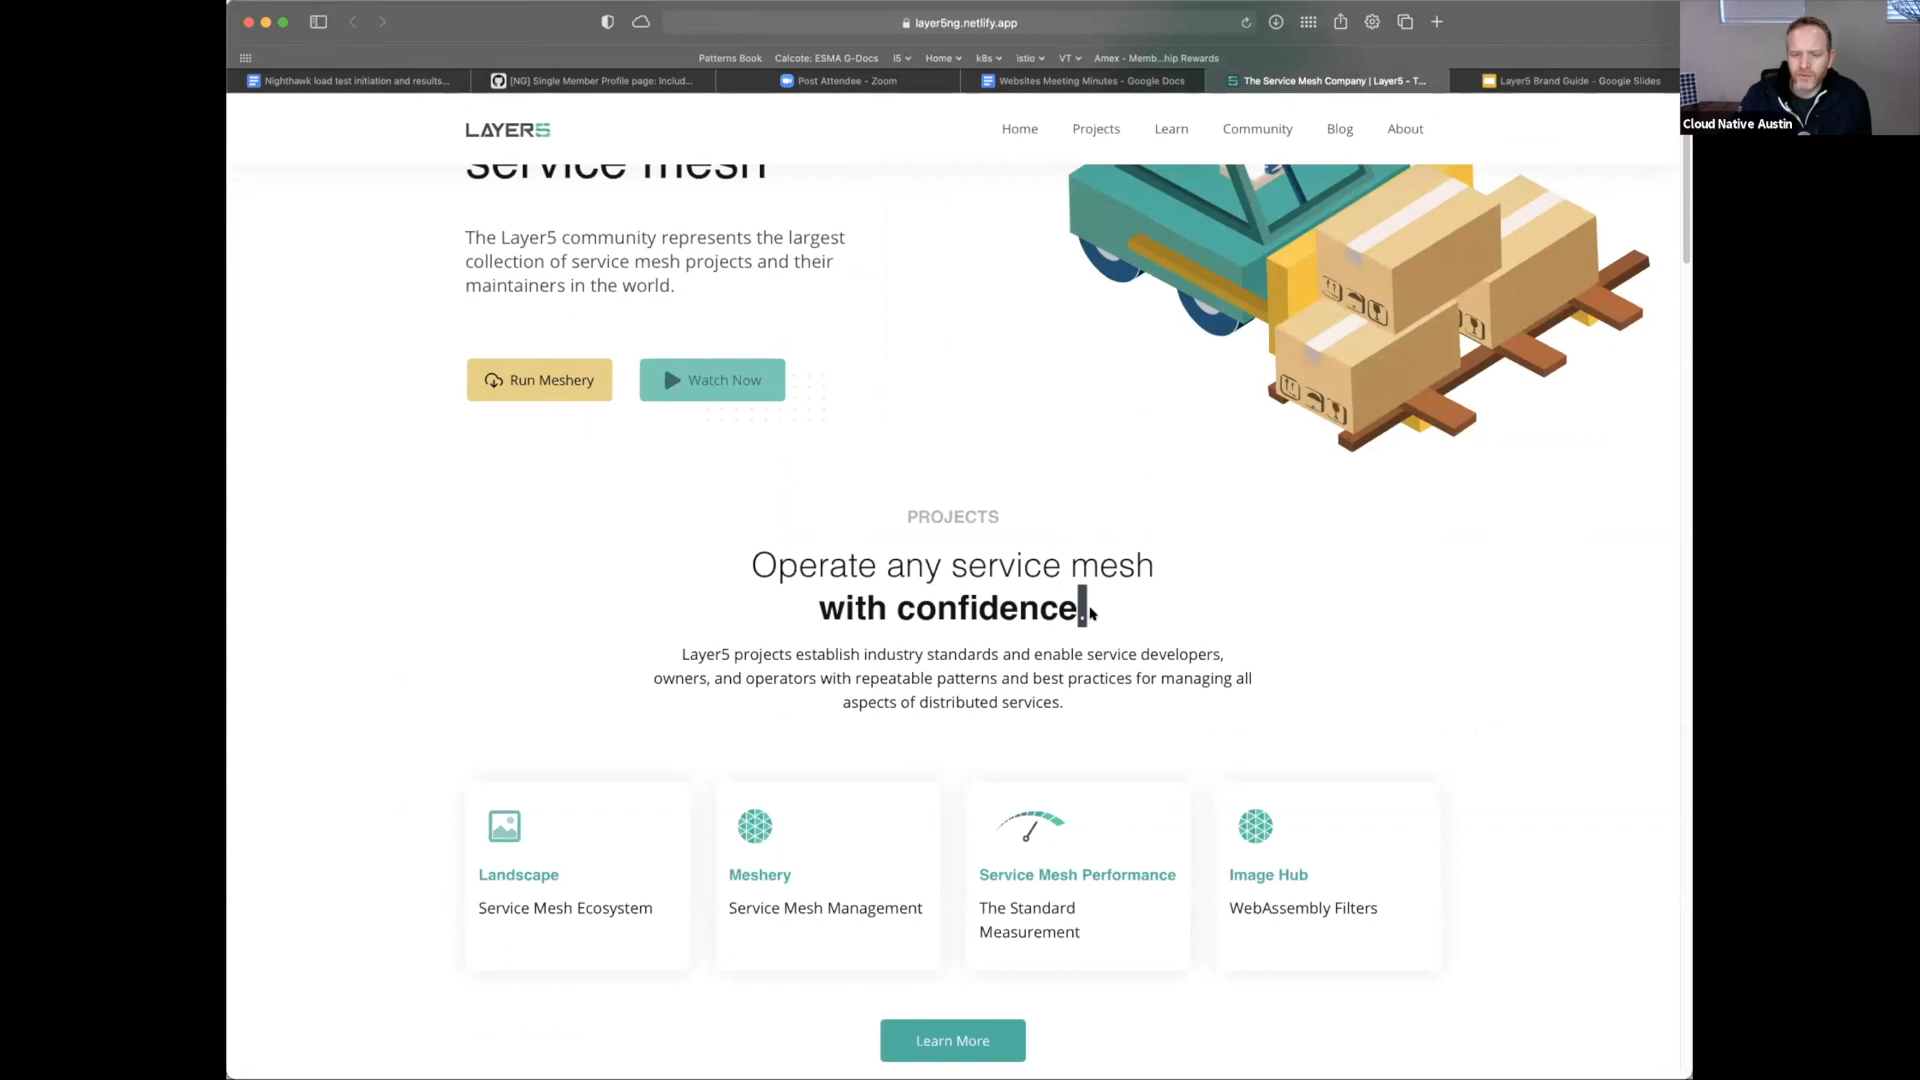 layer5ng.netlify.app
Patterns Book Calcote: ESMA G-Docs l5 Home k8s istio VT Amex - Memb...hip Rewards
Nighthawk load test initiation and results... [NG] Single Member Profile page: Includ... Post Attendee - Zoom Websites Meeting Minutes - Google Docs The Service Mesh Company | Layer5 - T... Layer5 Brand Guide - Google Slides
Cloud Native Austin
LAYER5 Home Projects Learn Community Blog About
service mesh
The Layer5 community represents the largest
collection of service mesh projects and their
maintainers in the world.
Run Meshery Watch Now
PROJECTS
Operate any service mesh
with confidence.
Layer5 projects establish industry standards and enable service developers,
owners, and operators with repeatable patterns and best practices for managing all
aspects of distributed services.
Landscape Meshery Service Mesh Performance Image Hub
Service Mesh Ecosystem Service Mesh Management The Standard WebAssembly Filters
Measurement
Learn More